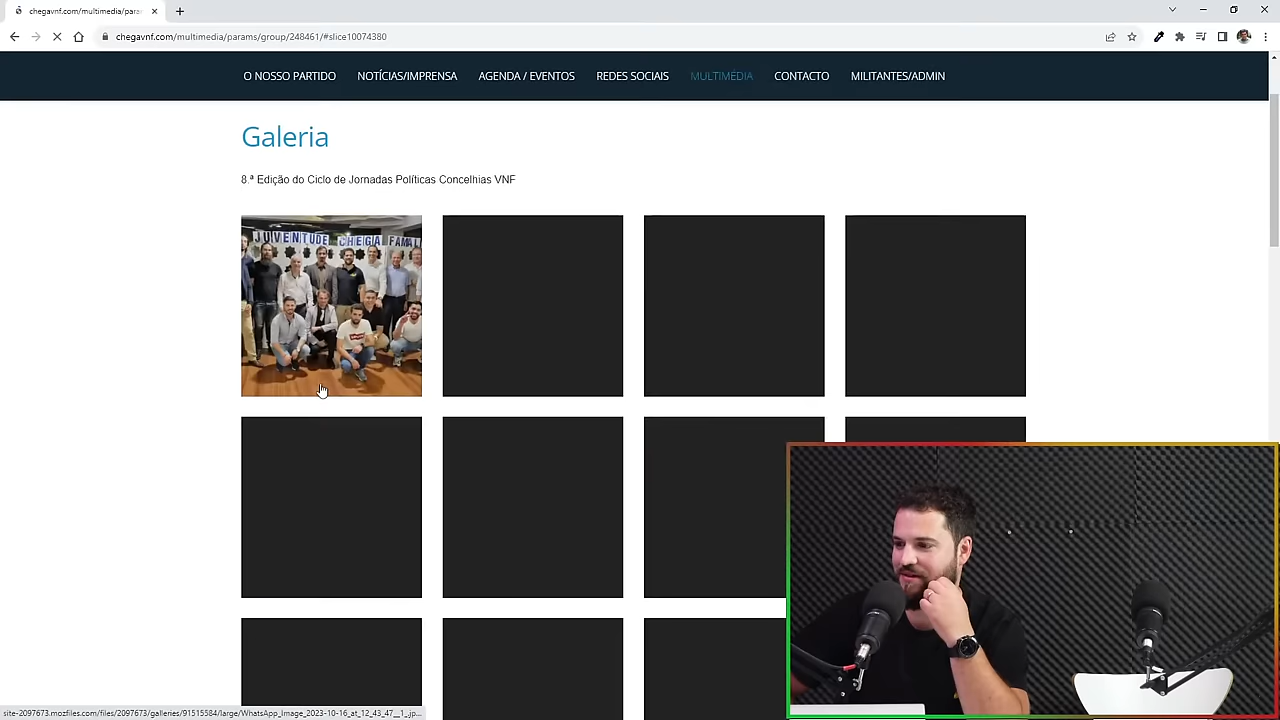 chegavnf.com/multimedia/para
chegavnf.com/multimedia/params/group/248461/#slice10074380
O NOSSO PARTIDO NOTÍCIAS/IMPRENSA AGENDA / EVENTOS REDES SOCIAIS MULTIMÉDIA CONTACTO MILITANTES/ADMIN
Galeria
8.ª Edição do Ciclo de Jornadas Políticas Concelhias VNF
JUVENTUDE CHEGA FAMALI
site-2097673.mozfiles.com/files/2097673/galleries/91515584/large/WhatsApp_Image_2023-10-16_at_12_43_47__1_.jp...